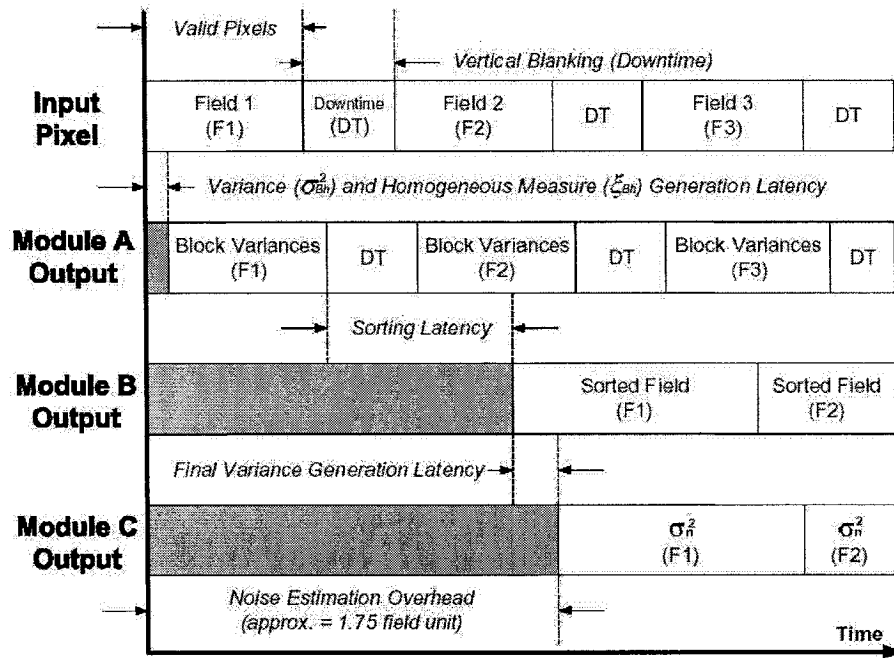 Valid Pixels
Vertical Blanking (Downtime)
Input
Pixel
Field 1
(F1)
Downtime
(DT)
Field 2
(F2)
DT
Field 3
(F3)
DT
Variance (σ²Bh) and Homogeneous Measure (ξBh) Generation Latency
Module A
Output
Block Variances
(F1)
DT
Block Variances
(F2)
DT
Block Variances
(F3)
DT
Sorting Latency
Module B
Output
Sorted Field
(F1)
Sorted Field
(F2)
Final Variance Generation Latency
Module C
Output
σ²n
(F1)
σ²n
(F2)
Noise Estimation Overhead
(approx. = 1.75 field unit)
Time